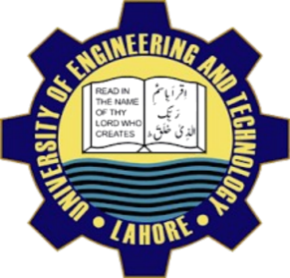 UNIVERSITY OF ENGINEERING AND TECHNOLOGY
LAHORE
READ IN
THE NAME
OF THY
LORD WHO
CREATES
اقرأ باسم
ربك
الذي خلق